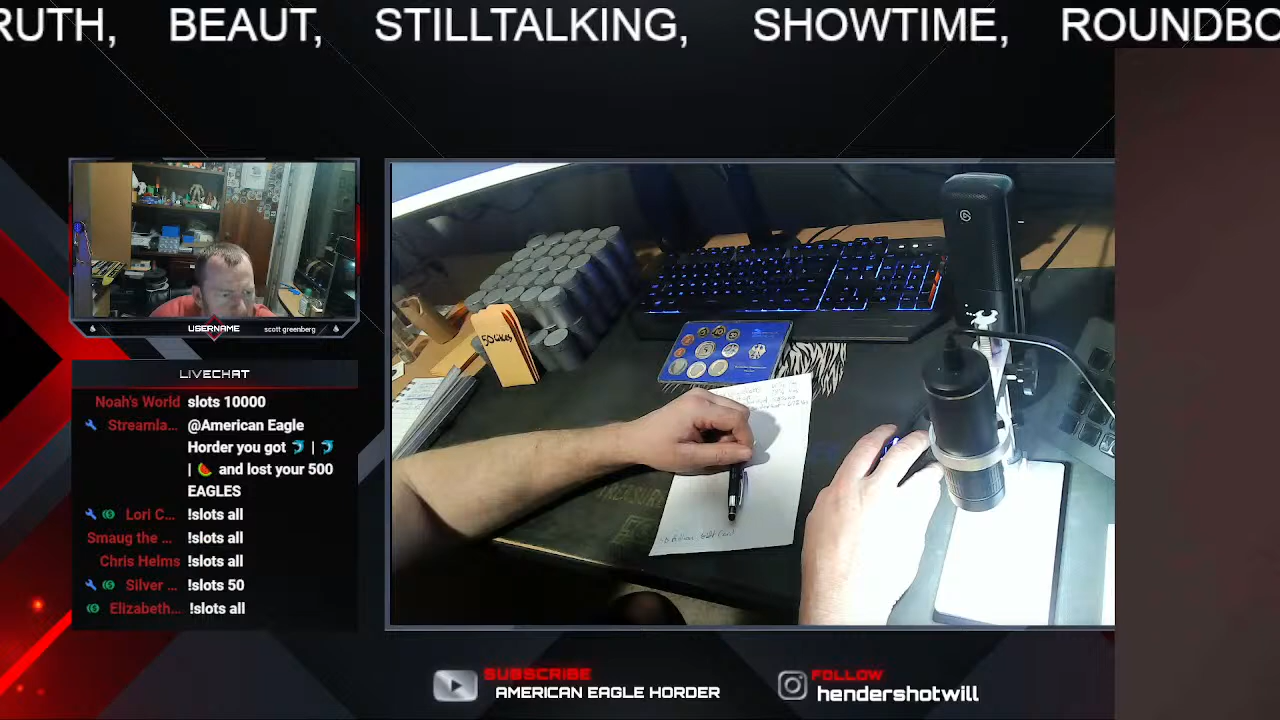 RUTH, BEAUT, STILLTALKING, SHOWTIME, ROUNDBO
USERNAME
scott greenberg
LIVECHAT
Noah's World slots 10000
Streamla... @American Eagle
Horder you got 🐬 | 🐬
| 🍉 and lost your 500
EAGLES
Lori C... !slots all
Smaug the ... !slots all
Chris Helms !slots all
Silver ... !slots 50
Elizabeth... !slots all
TREASUR
SUBSCRIBE
AMERICAN EAGLE HORDER
FOLLOW
hendershotwill